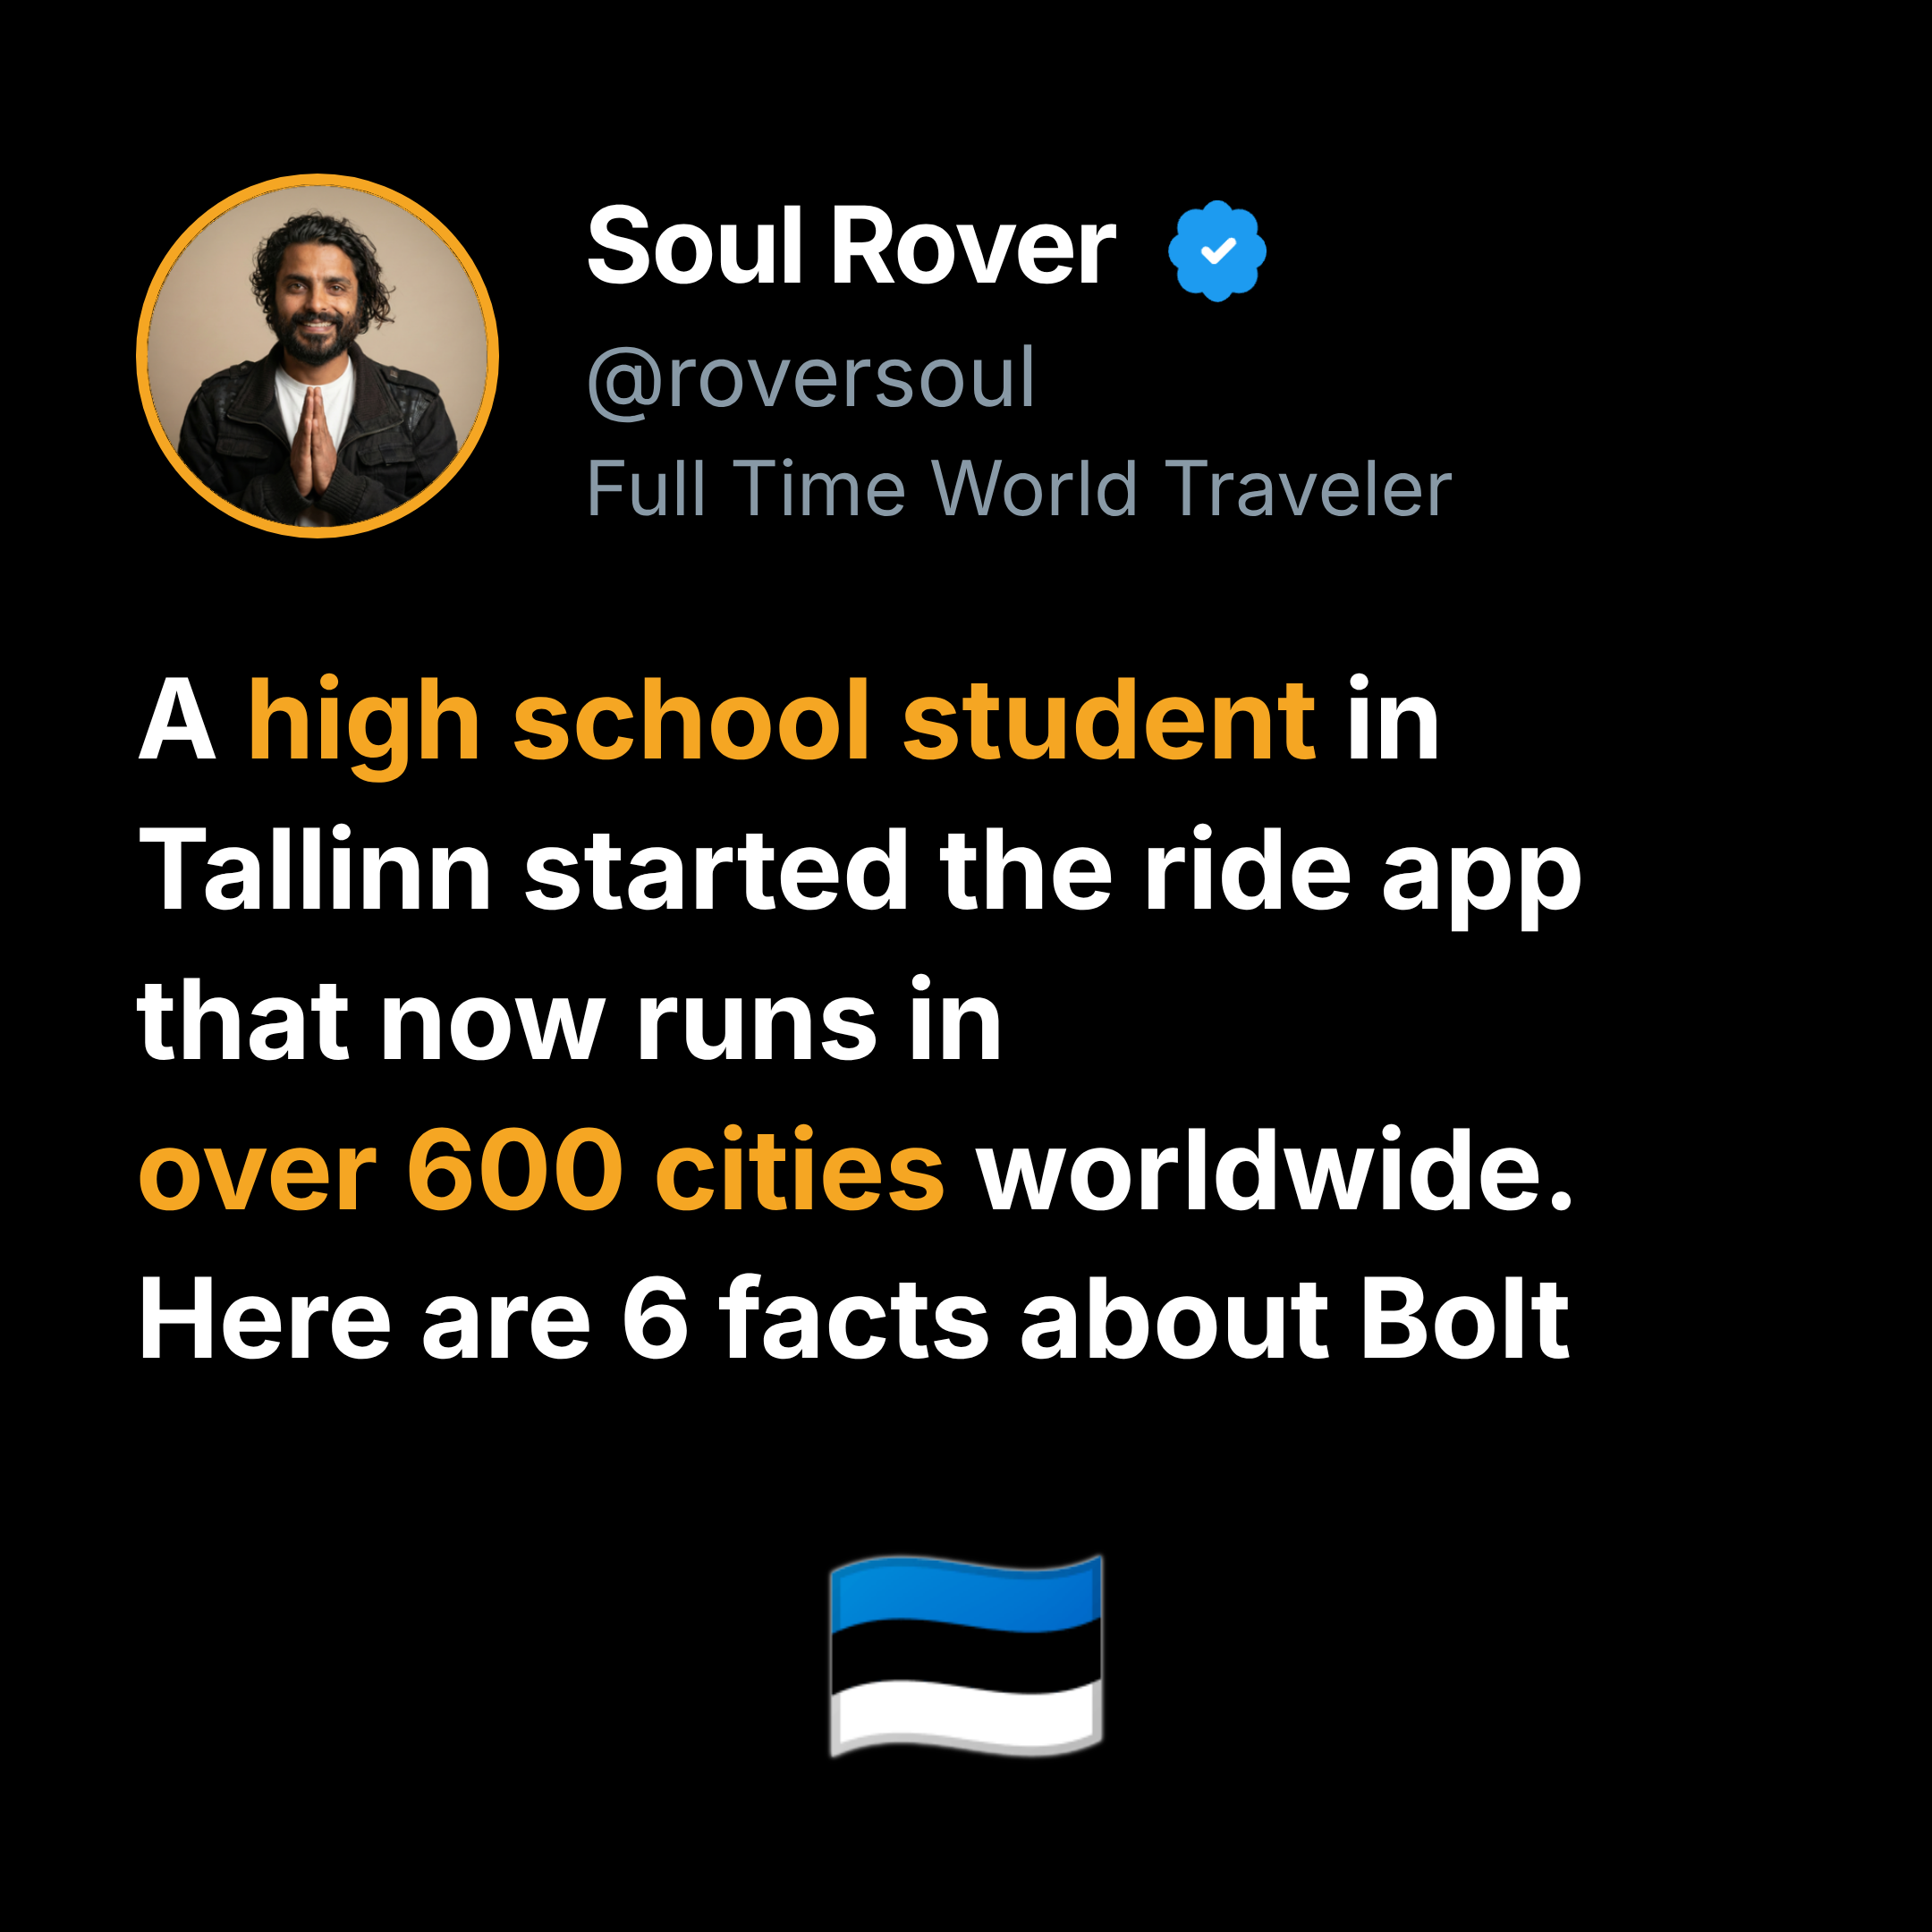 Soul Rover
@roversoul
Full Time World Traveler
A high school student in
Tallinn started the ride app
that now runs in
over 600 cities worldwide.
Here are 6 facts about Bolt